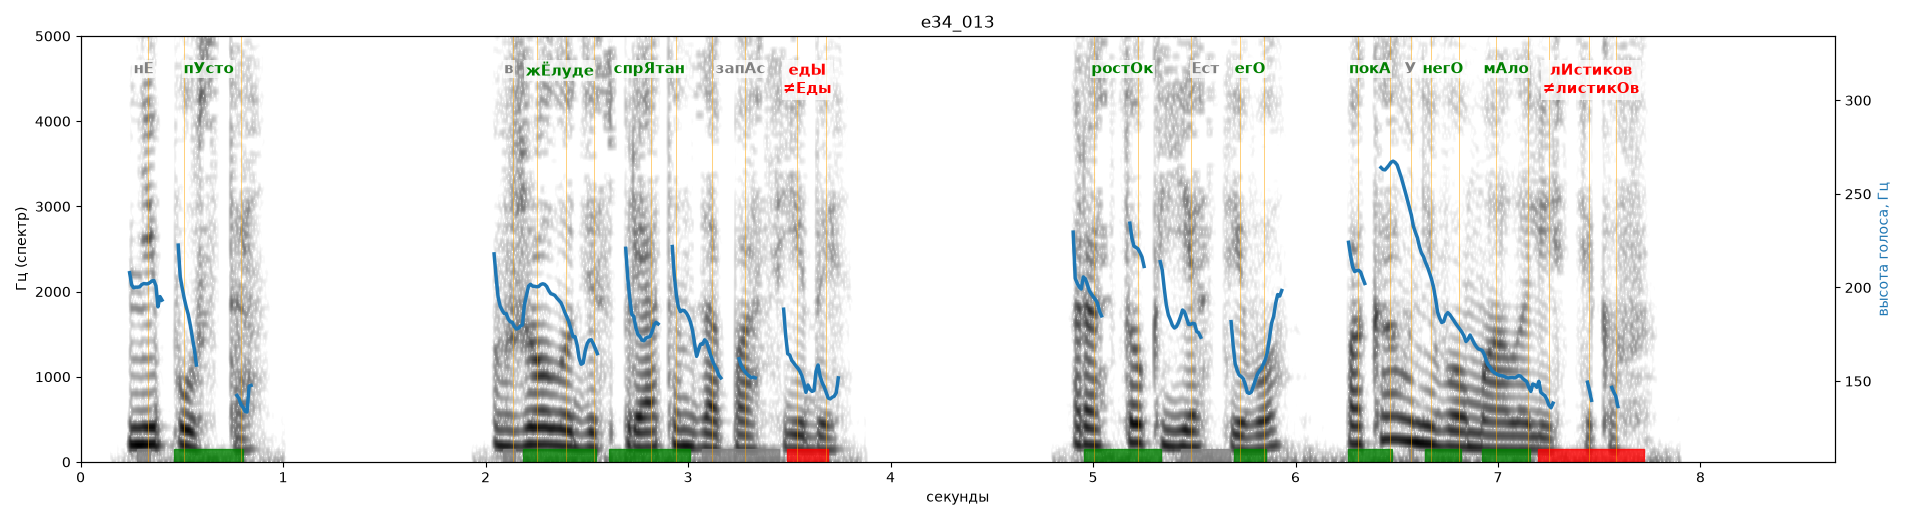 e34_013
нЕ пУсто в жЁлуде спрЯтан запАс едЫ ростОк Ест егО покА У негО мАло лИстиков
≠Еды ≠листикОв
5000
4000
3000
2000
1000
0
Гц (спектр)
300
250
200
150
высота голоса, Гц
0 1 2 3 4 5 6 7 8
секунды